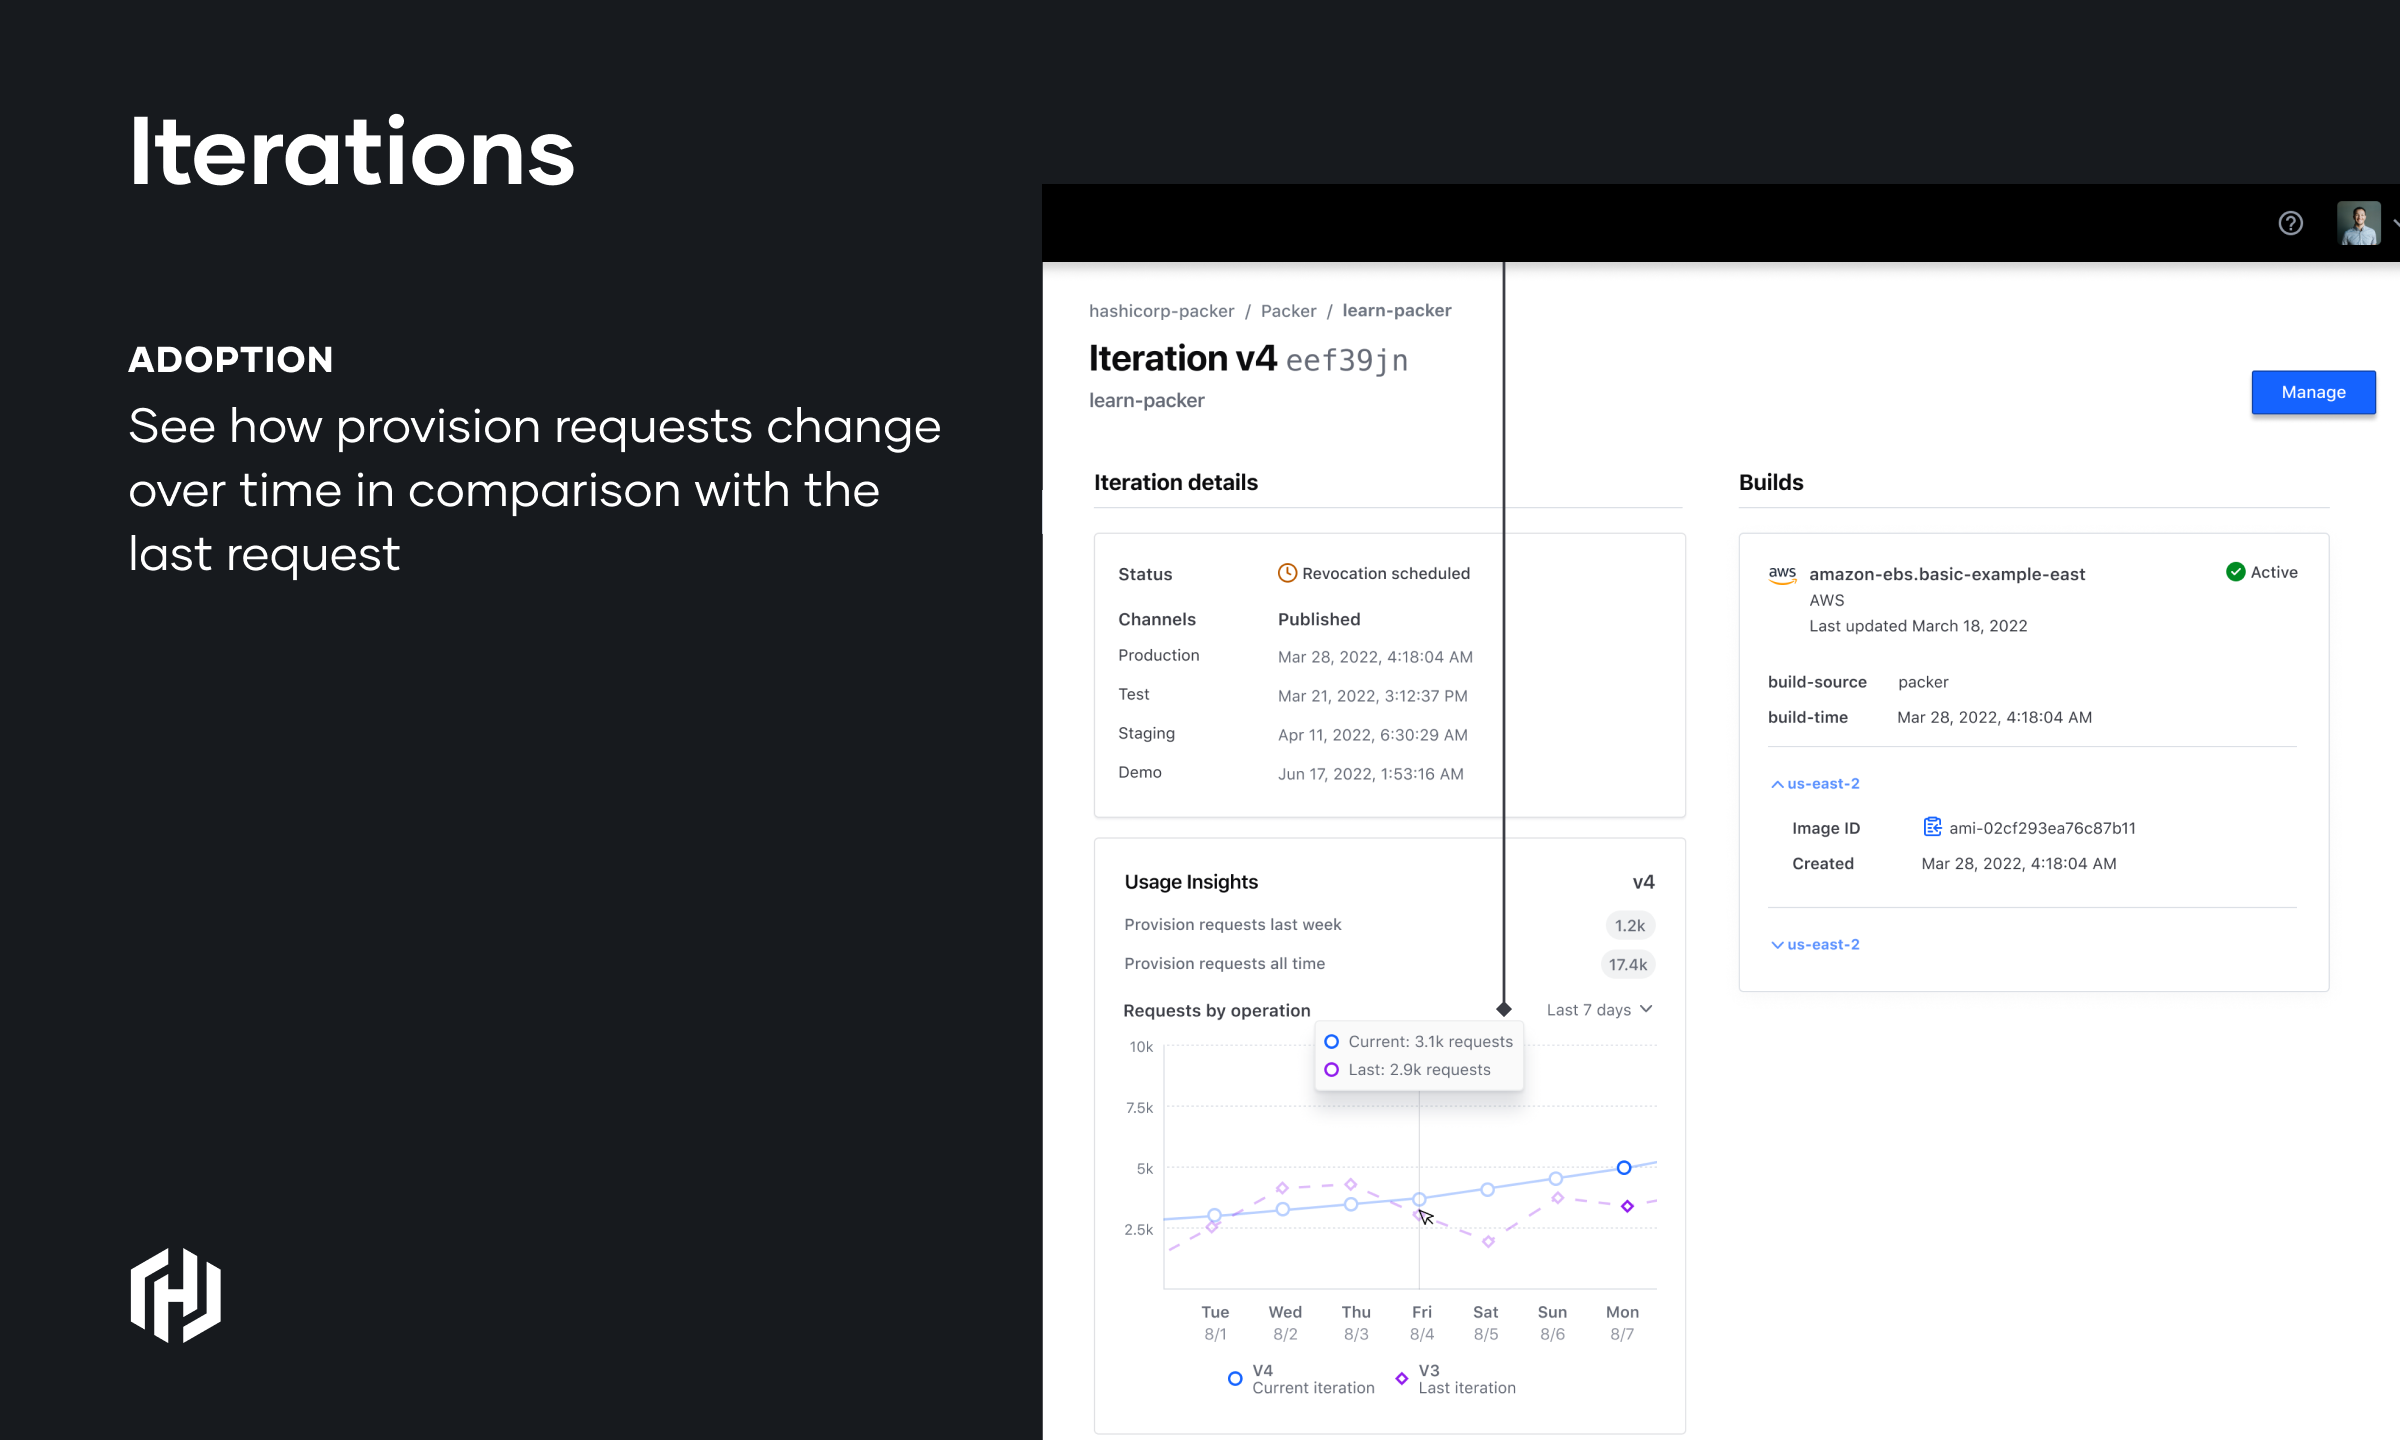 Iterations
ADOPTION
See how provision requests change
over time in comparison with the
last request
hashicorp-packer / Packer / learn-packer
Iteration v4 eef39jn
learn-packer
Manage
Iteration details
Status Revocation scheduled
Channels Published
Production Mar 28, 2022, 4:18:04 AM
Test Mar 21, 2022, 3:12:37 PM
Staging Apr 11, 2022, 6:30:29 AM
Demo Jun 17, 2022, 1:53:16 AM
Usage Insights v4
Provision requests last week 1.2k
Provision requests all time 17.4k
Requests by operation Last 7 days
Current: 3.1k requests
Last: 2.9k requests
10k
7.5k
5k
2.5k
Tue Wed Thu Fri Sat Sun Mon
8/1 8/2 8/3 8/4 8/5 8/6 8/7
V4
Current iteration
V3
Last iteration
Builds
aws amazon-ebs.basic-example-east Active
AWS
Last updated March 18, 2022
build-source packer
build-time Mar 28, 2022, 4:18:04 AM
us-east-2
Image ID ami-02cf293ea76c87b11
Created Mar 28, 2022, 4:18:04 AM
us-east-2